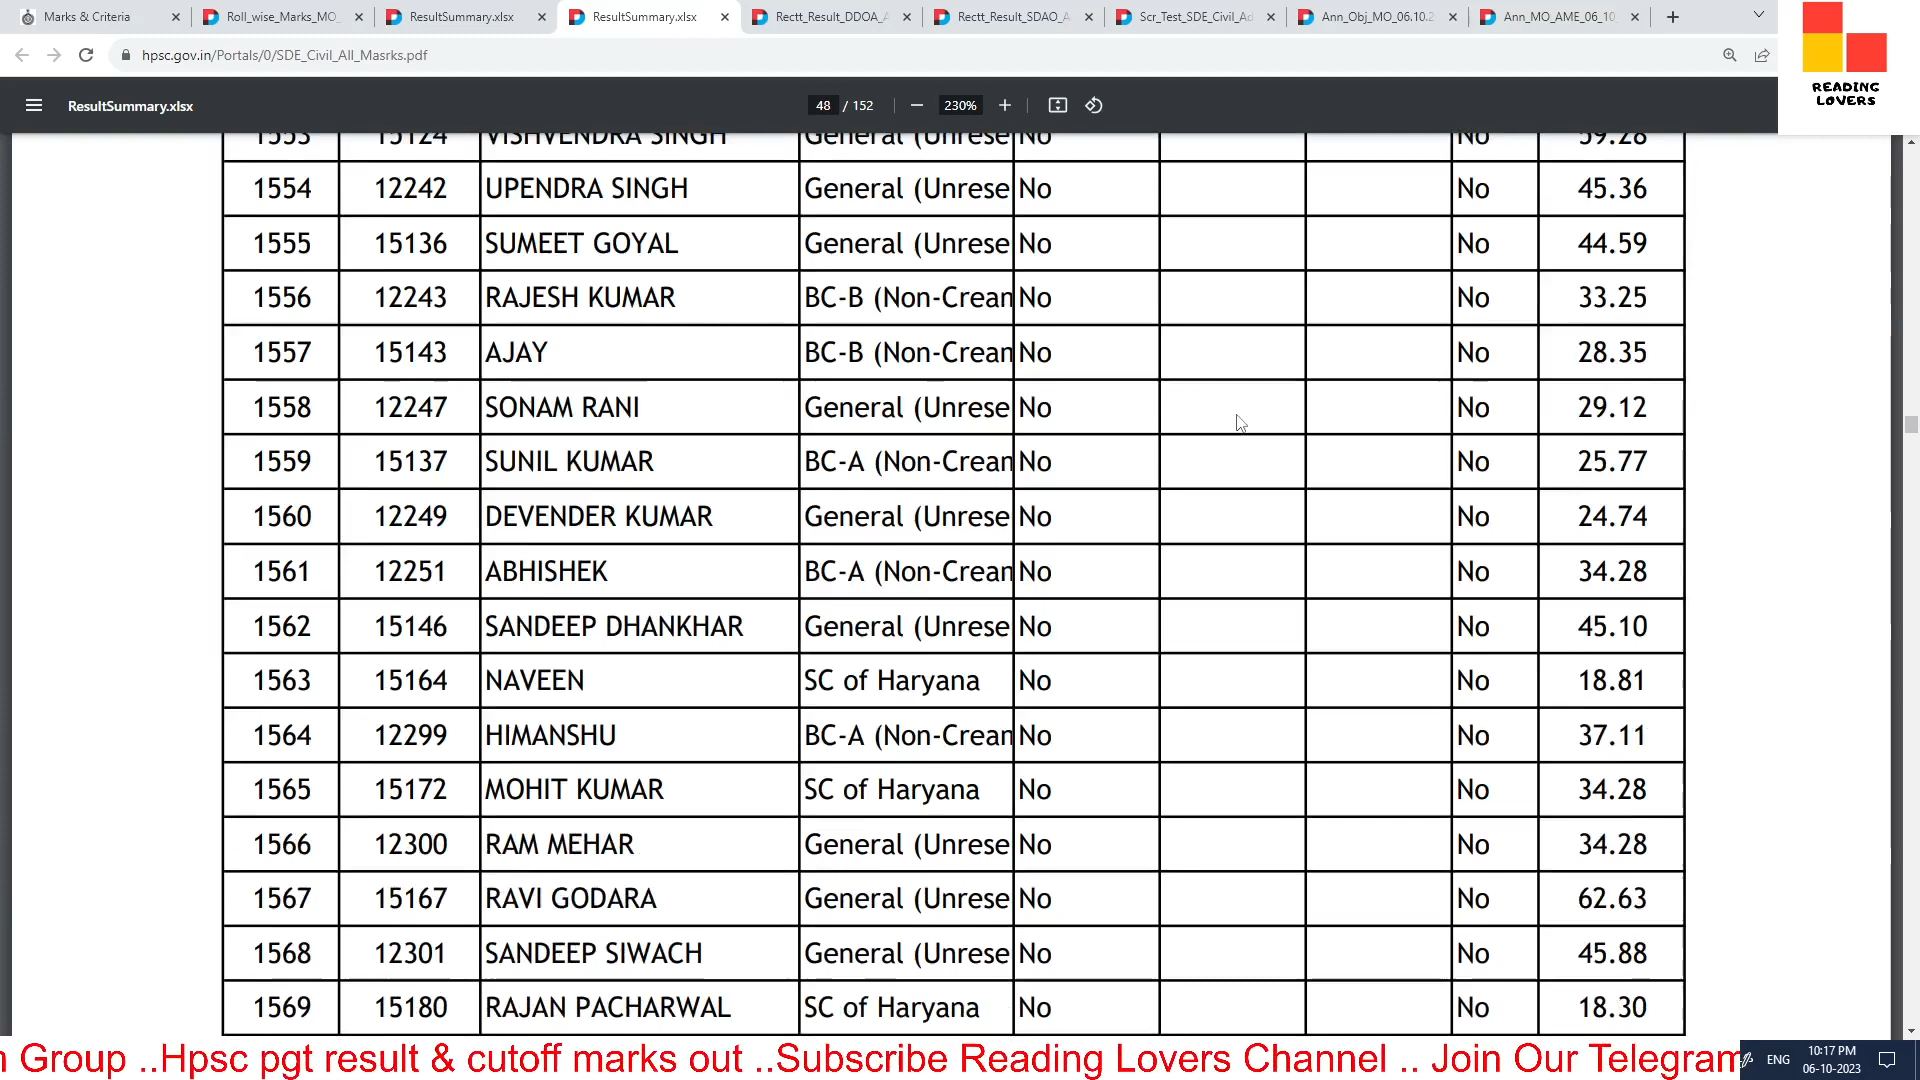 Marks & Criteria
Roll_wise_Marks_MO_
ResultSummary.xlsx
ResultSummary.xlsx
Rectt_Result_DDOA_A
Rectt_Result_SDAO_A
Scr_Test_SDE_Civil_Ad
Ann_Obj_MO_06.10.2
Ann_MO_AME_06_10_
hpsc.gov.in/Portals/0/SDE_Civil_All_Masrks.pdf
READING
LOVERS
ResultSummary.xlsx 48 / 152 230%
1553 15124 VISHVENDRA SINGH General (Unrese No No 59.28
1554 12242 UPENDRA SINGH General (Unrese No No 45.36
1555 15136 SUMEET GOYAL General (Unrese No No 44.59
1556 12243 RAJESH KUMAR BC-B (Non-Crean No No 33.25
1557 15143 AJAY BC-B (Non-Crean No No 28.35
1558 12247 SONAM RANI General (Unrese No No 29.12
1559 15137 SUNIL KUMAR BC-A (Non-Crean No No 25.77
1560 12249 DEVENDER KUMAR General (Unrese No No 24.74
1561 12251 ABHISHEK BC-A (Non-Crean No No 34.28
1562 15146 SANDEEP DHANKHAR General (Unrese No No 45.10
1563 15164 NAVEEN SC of Haryana No No 18.81
1564 12299 HIMANSHU BC-A (Non-Crean No No 37.11
1565 15172 MOHIT KUMAR SC of Haryana No No 34.28
1566 12300 RAM MEHAR General (Unrese No No 34.28
1567 15167 RAVI GODARA General (Unrese No No 62.63
1568 12301 SANDEEP SIWACH General (Unrese No No 45.88
1569 15180 RAJAN PACHARWAL SC of Haryana No No 18.30
n Group ..Hpsc pgt result & cutoff marks out ..Subscribe Reading Lovers Channel .. Join Our Telegram
ENG
10:17 PM
06-10-2023